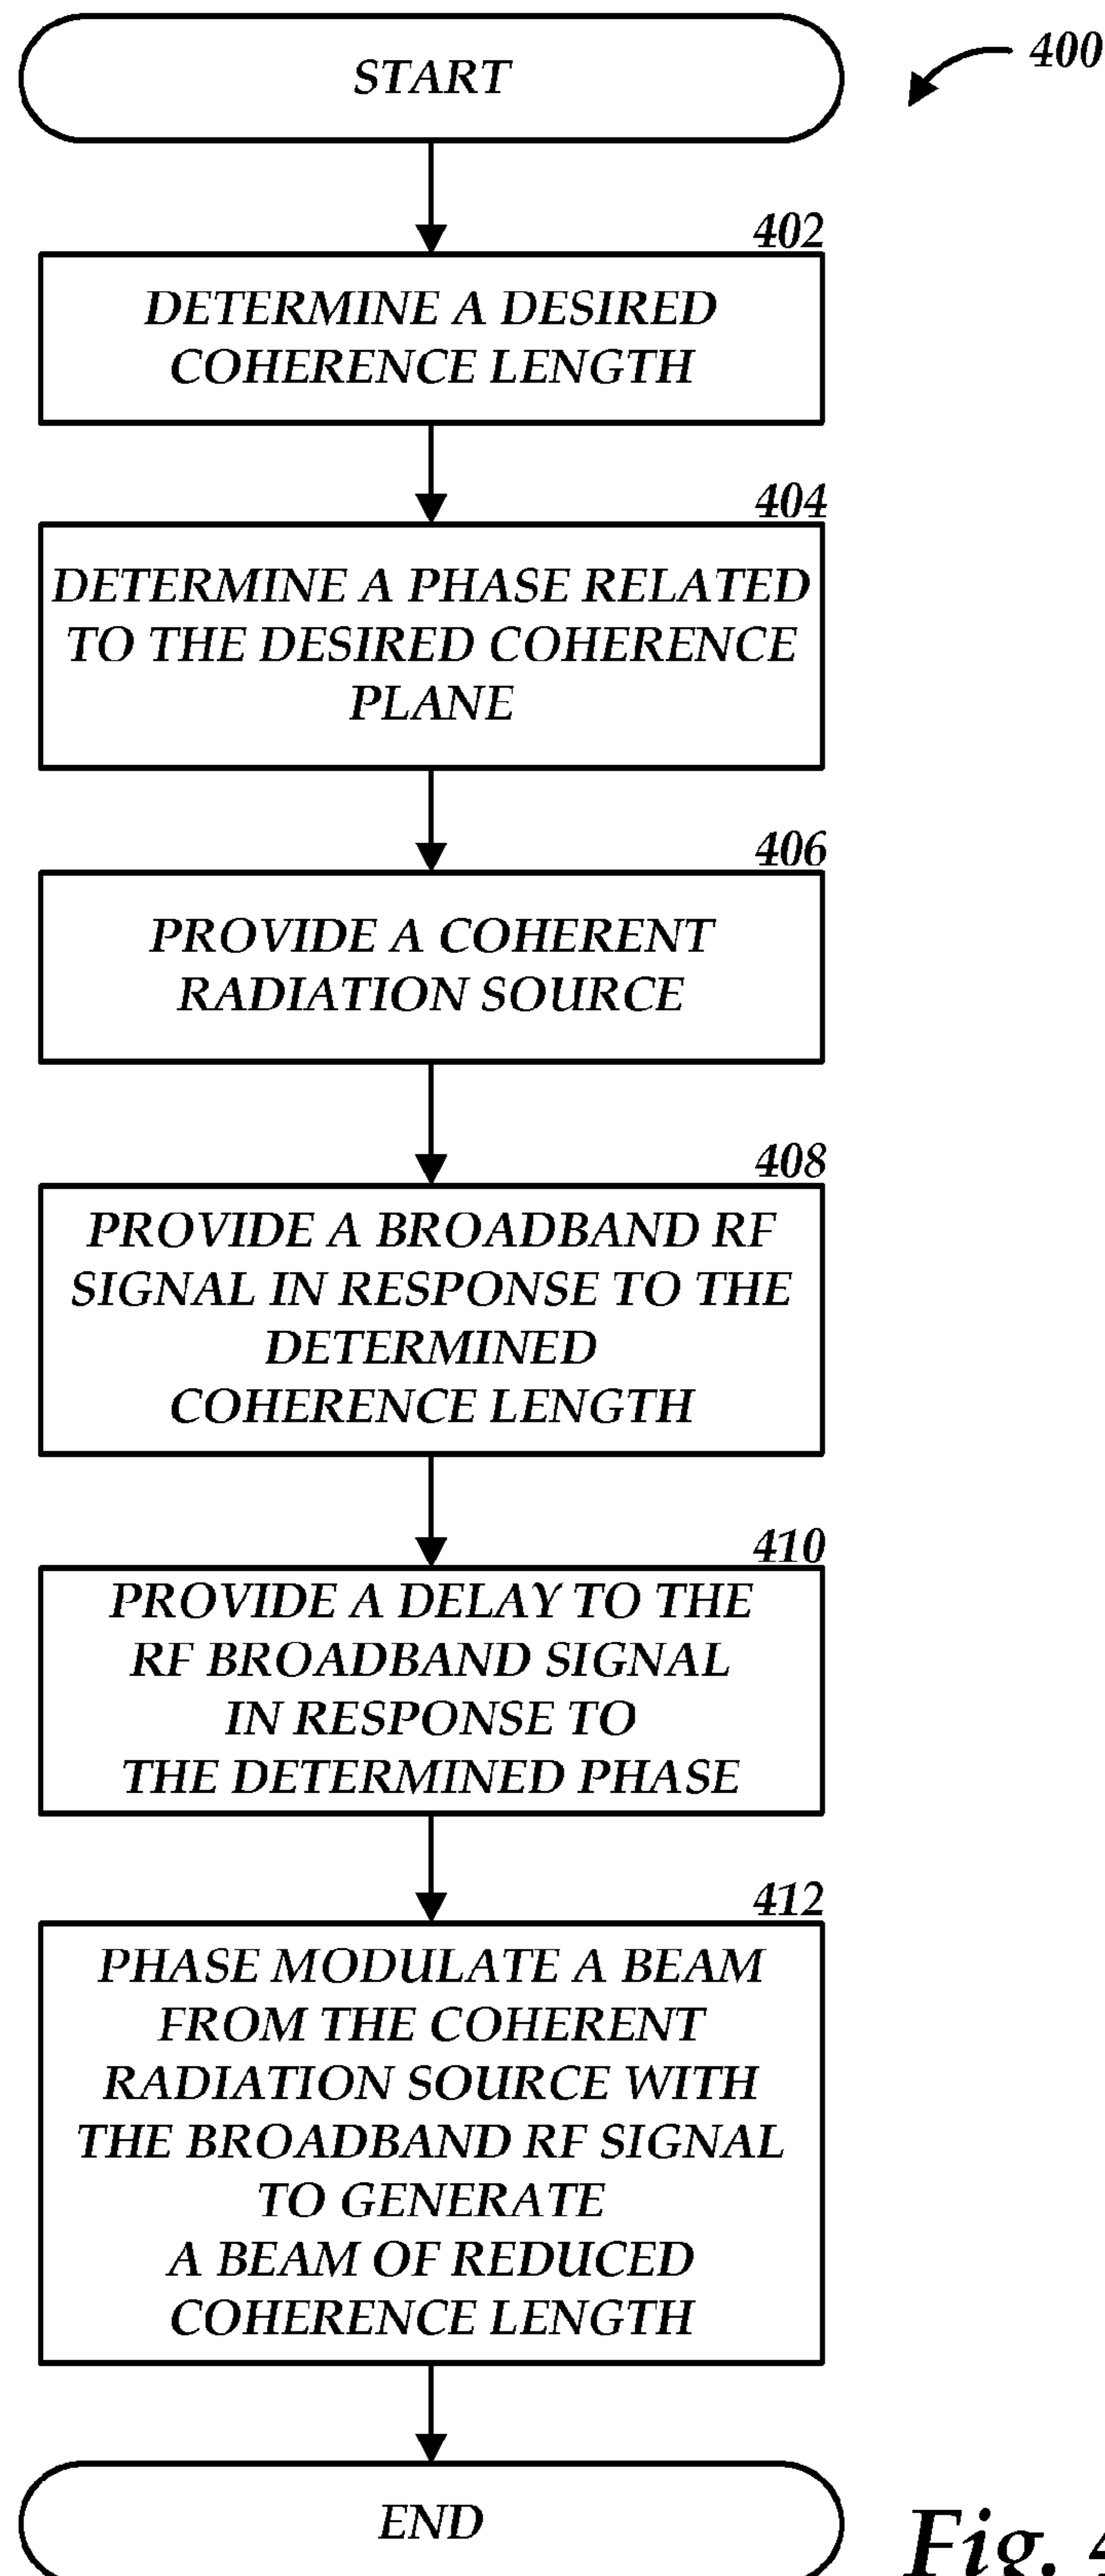 START
400
402
DETERMINE A DESIRED
COHERENCE LENGTH
404
DETERMINE A PHASE RELATED
TO THE DESIRED COHERENCE
PLANE
406
PROVIDE A COHERENT
RADIATION SOURCE
408
PROVIDE A BROADBAND RF
SIGNAL IN RESPONSE TO THE
DETERMINED
COHERENCE LENGTH
410
PROVIDE A DELAY TO THE
RF BROADBAND SIGNAL
IN RESPONSE TO
THE DETERMINED PHASE
412
PHASE MODULATE A BEAM
FROM THE COHERENT
RADIATION SOURCE WITH
THE BROADBAND RF SIGNAL
TO GENERATE
A BEAM OF REDUCED
COHERENCE LENGTH
END
Fig. 4